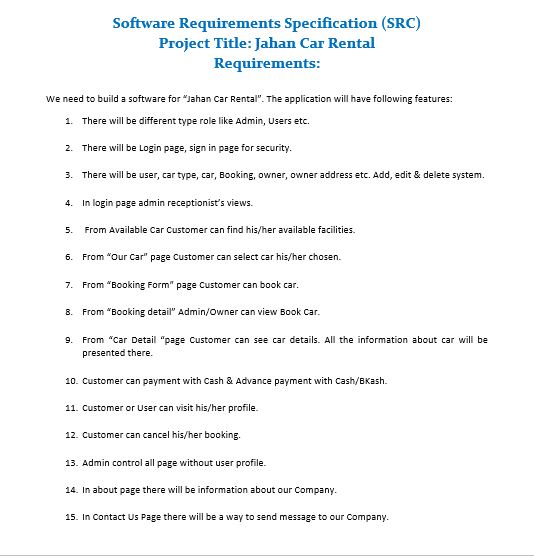 Software Requirements Specification (SRC)
Project Title: Jahan Car Rental
Requirements:
We need to build a software for “Jahan Car Rental”. The application will have following features:
1. There will be different type role like Admin, Users etc.
2. There will be Login page, sign in page for security.
3. There will be user, car type, car, Booking, owner, owner address etc. Add, edit & delete system.
4. In login page admin receptionist’s views.
5. From Available Car Customer can find his/her available facilities.
6. From “Our Car” page Customer can select car his/her chosen.
7. From “Booking Form” page Customer can book car.
8. From “Booking detail” Admin/Owner can view Book Car.
9. From “Car Detail “page Customer can see car details. All the information about car will be
presented there.
10. Customer can payment with Cash & Advance payment with Cash/BKash.
11. Customer or User can visit his/her profile.
12. Customer can cancel his/her booking.
13. Admin control all page without user profile.
14. In about page there will be information about our Company.
15. In Contact Us Page there will be a way to send message to our Company.